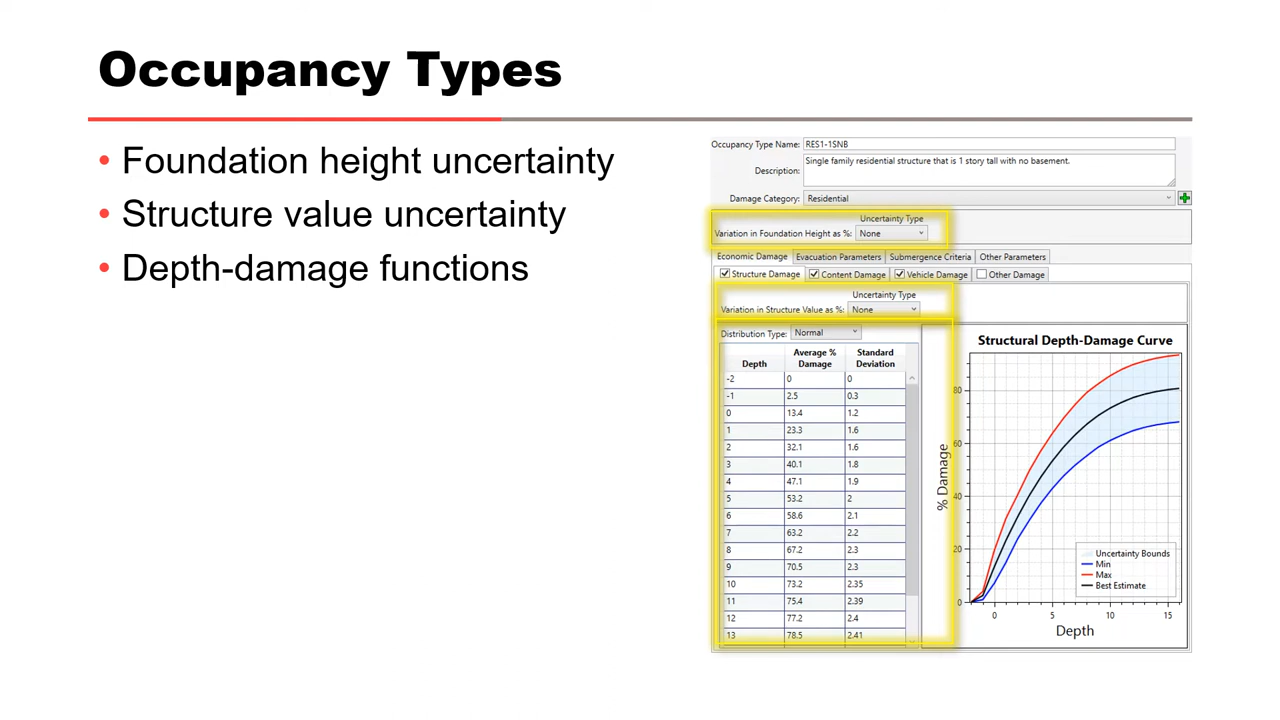 Occupancy Types
• Foundation height uncertainty
• Structure value uncertainty
• Depth-damage functions
Occupancy Type Name: RES1-1SNB
Description: Single family residential structure that is 1 story tall with no basement.
Damage Category: Residential
Uncertainty Type
Variation in Foundation Height as %: None
Economic Damage Evacuation Parameters Submergence Criteria Other Parameters
Structure Damage Content Damage Vehicle Damage Other Damage
Uncertainty Type
Variation in Structure Value as %: None
Distribution Type: Normal
Depth Average % Damage Standard Deviation
-2 0 0
-1 2.5 0.3
0 13.4 1.2
1 23.3 1.6
2 32.1 1.6
3 40.1 1.8
4 47.1 1.9
5 53.2 2
6 58.6 2.1
7 63.2 2.2
8 67.2 2.3
9 70.5 2.3
10 73.2 2.35
11 75.4 2.39
12 77.2 2.4
13 78.5 2.41
Structural Depth-Damage Curve
% Damage
80
60
40
20
0
Uncertainty Bounds
Min
Max
Best Estimate
0 5 10 15
Depth